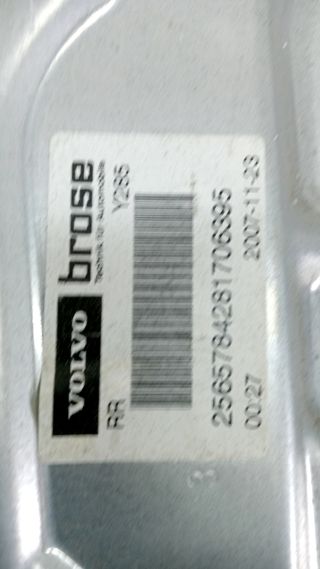 VOLVO brose
Technik für Automobile
RR Y285
2565784281706395
00:27 2007-11-23